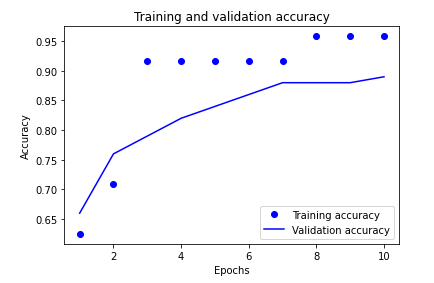 Training and validation accuracy
0.95
0.90
0.85
0.80
0.75
0.70
0.65
Accuracy
Training accuracy
Validation accuracy
2
4
6
8
10
Epochs